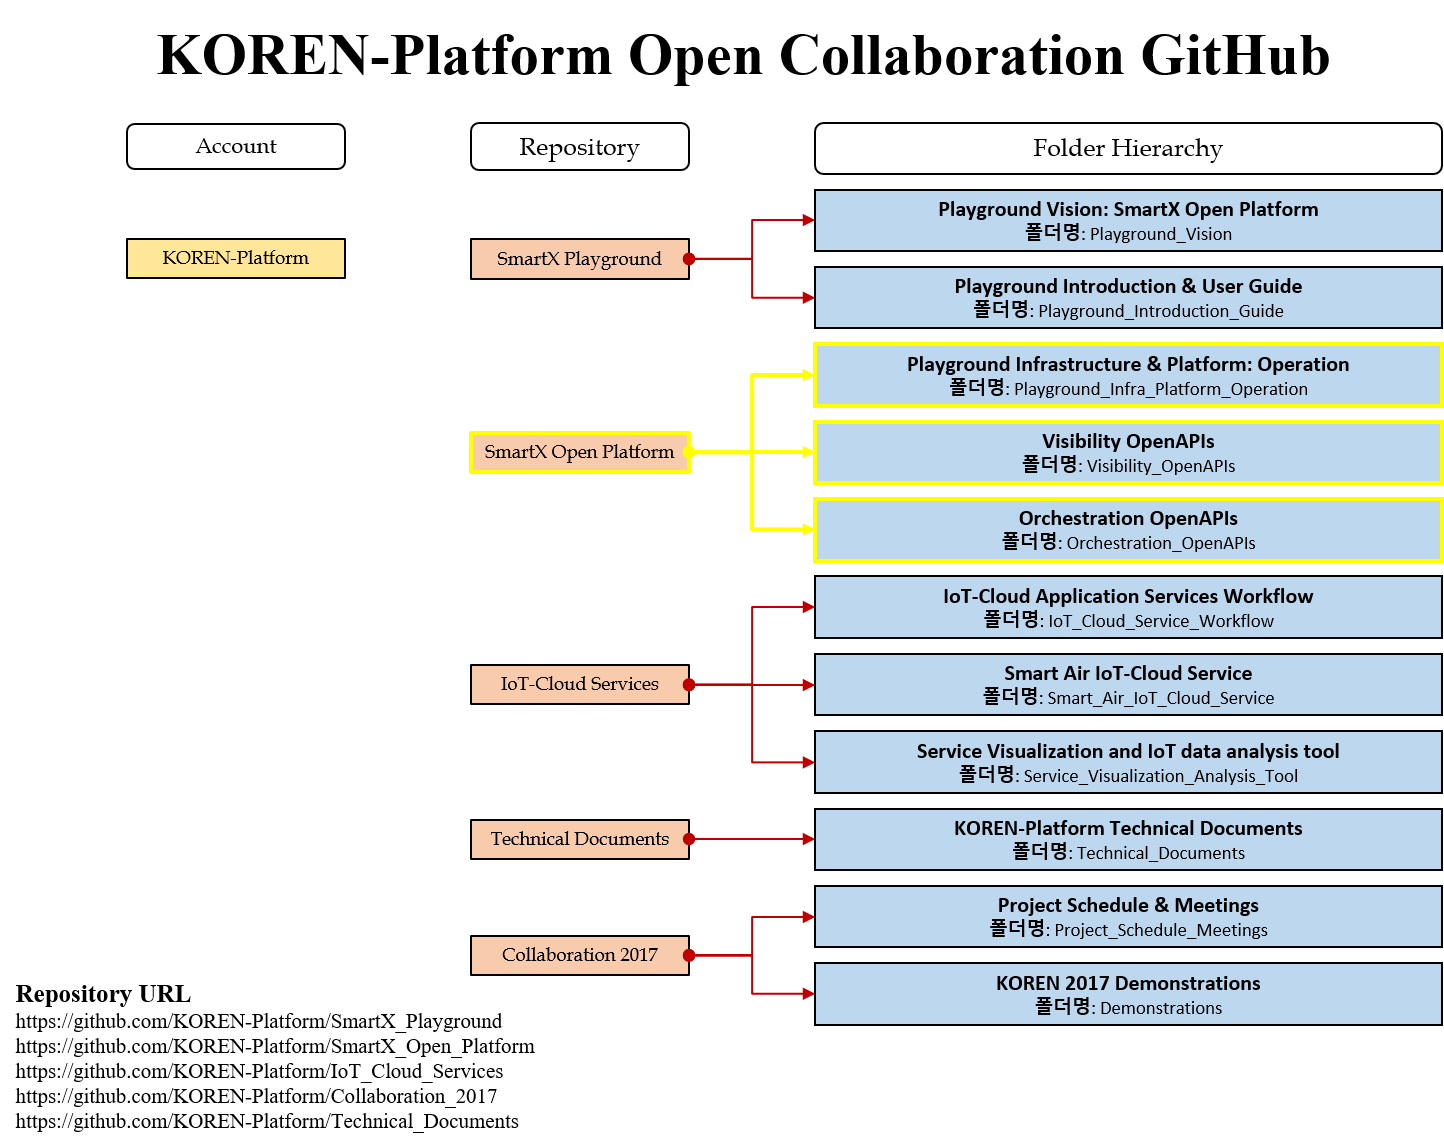 KOREN-Platform Open Collaboration GitHub
Account
Repository
Folder Hierarchy
KOREN-Platform
SmartX Playground
Playground Vision: SmartX Open Platform
폴더명: Playground_Vision
Playground Introduction & User Guide
폴더명: Playground_Introduction_Guide
SmartX Open Platform
Playground Infrastructure & Platform: Operation
폴더명: Playground_Infra_Platform_Operation
Visibility OpenAPIs
폴더명: Visibility_OpenAPIs
Orchestration OpenAPIs
폴더명: Orchestration_OpenAPIs
IoT-Cloud Services
IoT-Cloud Application Services Workflow
폴더명: IoT_Cloud_Service_Workflow
Smart Air IoT-Cloud Service
폴더명: Smart_Air_IoT_Cloud_Service
Service Visualization and IoT data analysis tool
폴더명: Service_Visualization_Analysis_Tool
Technical Documents
KOREN-Platform Technical Documents
폴더명: Technical_Documents
Collaboration 2017
Project Schedule & Meetings
폴더명: Project_Schedule_Meetings
KOREN 2017 Demonstrations
폴더명: Demonstrations
Repository URL
https://github.com/KOREN-Platform/SmartX_Playground
https://github.com/KOREN-Platform/SmartX_Open_Platform
https://github.com/KOREN-Platform/IoT_Cloud_Services
https://github.com/KOREN-Platform/Collaboration_2017
https://github.com/KOREN-Platform/Technical_Documents